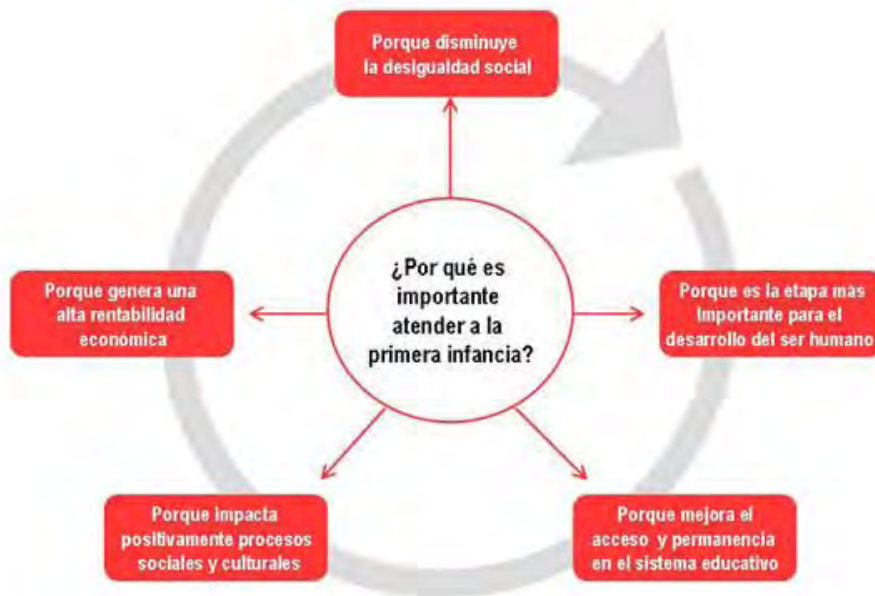 Porque disminuye
la desigualdad social
¿Por qué es
importante
atender a la
primera infancia?
Porque genera una
alta rentabilidad
económica
Porque es la etapa más
importante para el
desarrollo del ser humano
Porque impacta
positivamente procesos
sociales y culturales
Porque mejora el
acceso y permanencia
en el sistema educativo